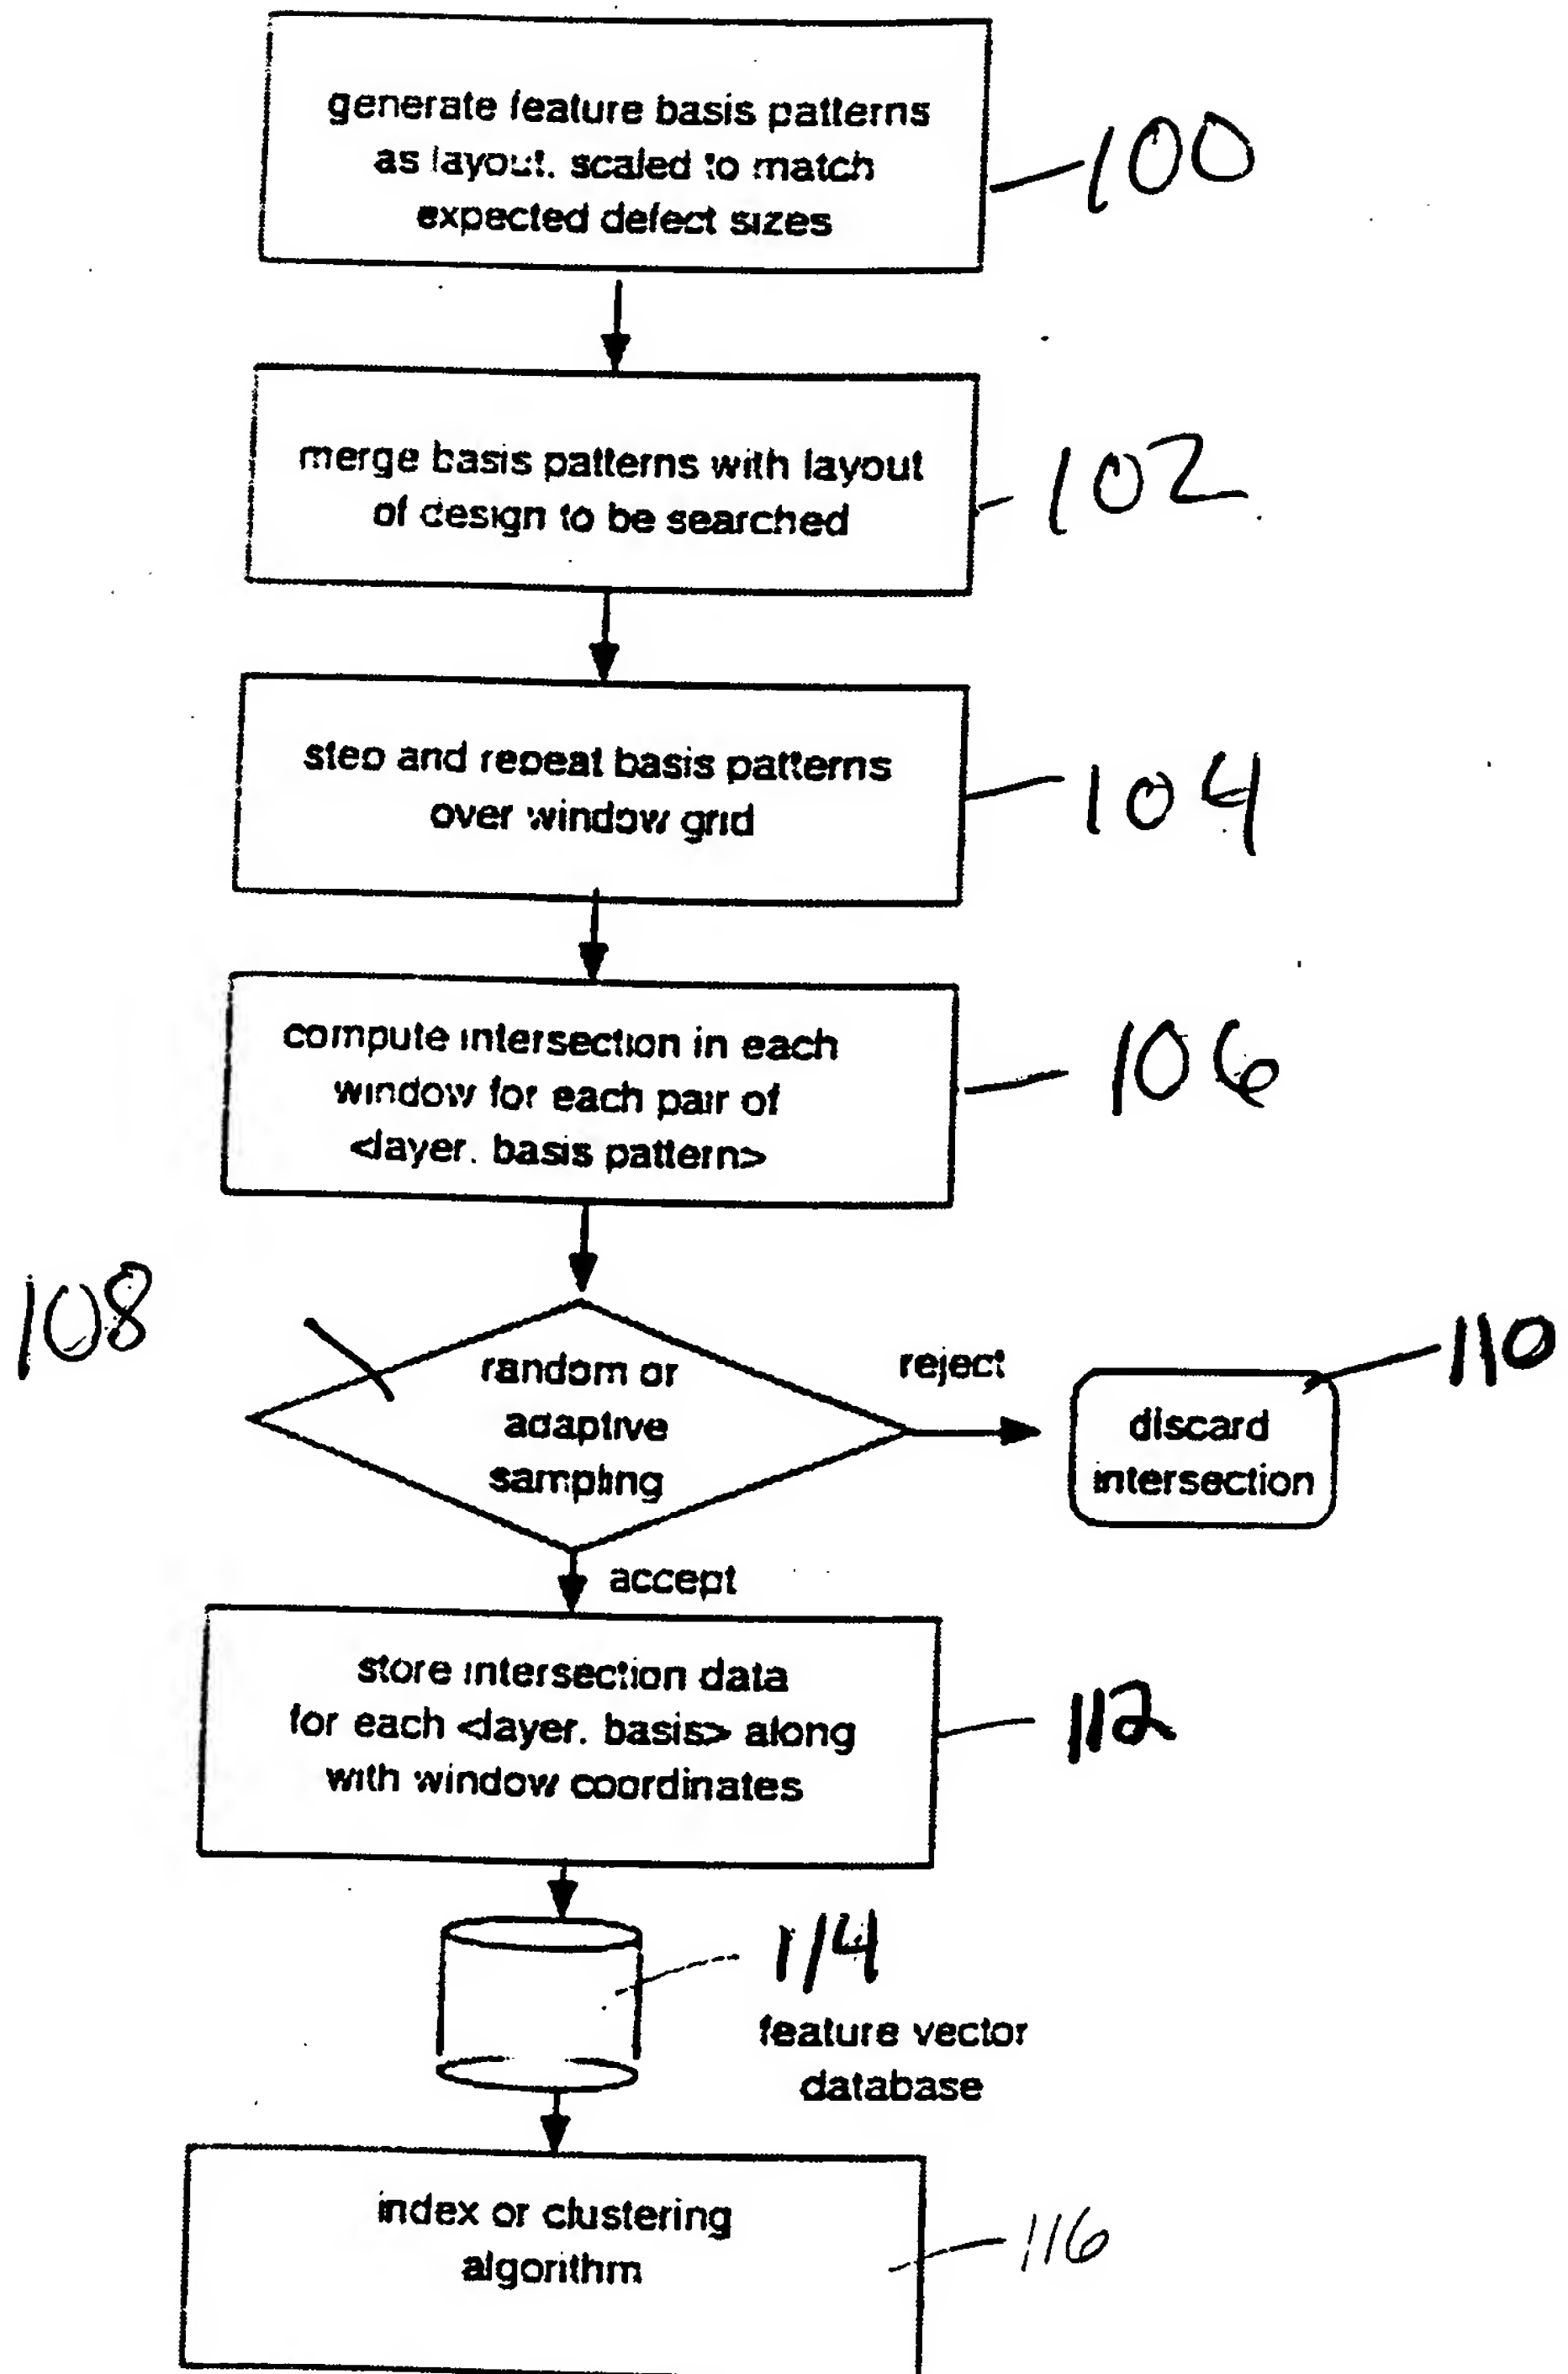 generate feature basis patterns
as layout, scaled to match
expected defect sizes
100
merge basis patterns with layout
of design to be searched
102
step and repeat basis patterns
over window grid
104
compute intersection in each
window for each pair of
<layer, basis pattern>
106
108
random or
adaptive
sampling
reject
110
discard
intersection
accept
store intersection data
for each <layer, basis> along
with window coordinates
112
114
feature vector
database
index or clustering
algorithm
116